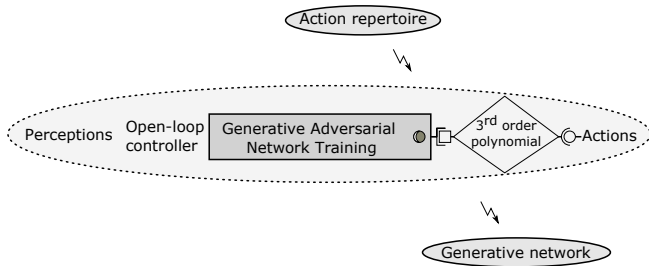 Action repertoire
Perceptions
Open-loop
controller
Generative Adversarial
Network Training
3rd order
polynomial
Actions
Generative network